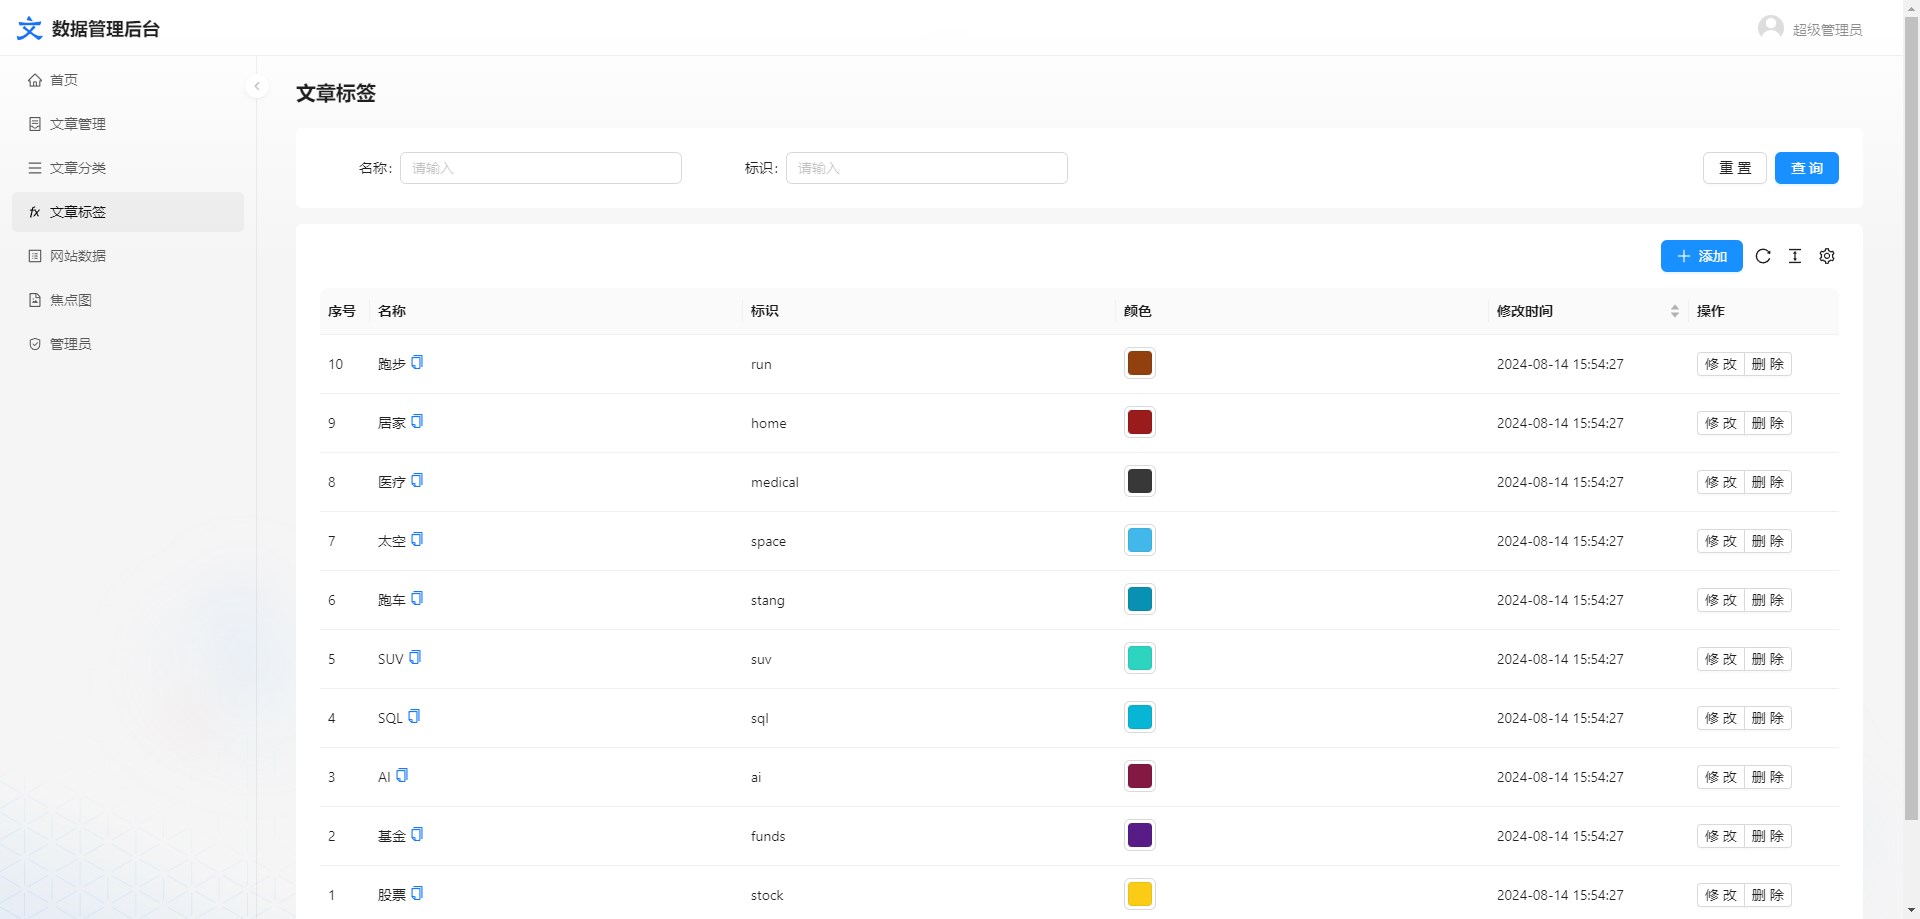 文 数据管理后台
超级管理员
首页
文章管理
文章分类
fx 文章标签
网站数据
焦点图
管理员
文章标签
名称: 请输入 标识: 请输入 重 置 查 询
添加
序号 名称 标识 颜色 修改时间 操作
10 跑步 run 2024-08-14 15:54:27 修 改 删 除
9 居家 home 2024-08-14 15:54:27 修 改 删 除
8 医疗 medical 2024-08-14 15:54:27 修 改 删 除
7 太空 space 2024-08-14 15:54:27 修 改 删 除
6 跑车 stang 2024-08-14 15:54:27 修 改 删 除
5 SUV suv 2024-08-14 15:54:27 修 改 删 除
4 SQL sql 2024-08-14 15:54:27 修 改 删 除
3 AI ai 2024-08-14 15:54:27 修 改 删 除
2 基金 funds 2024-08-14 15:54:27 修 改 删 除
1 股票 stock 2024-08-14 15:54:27 修 改 删 除